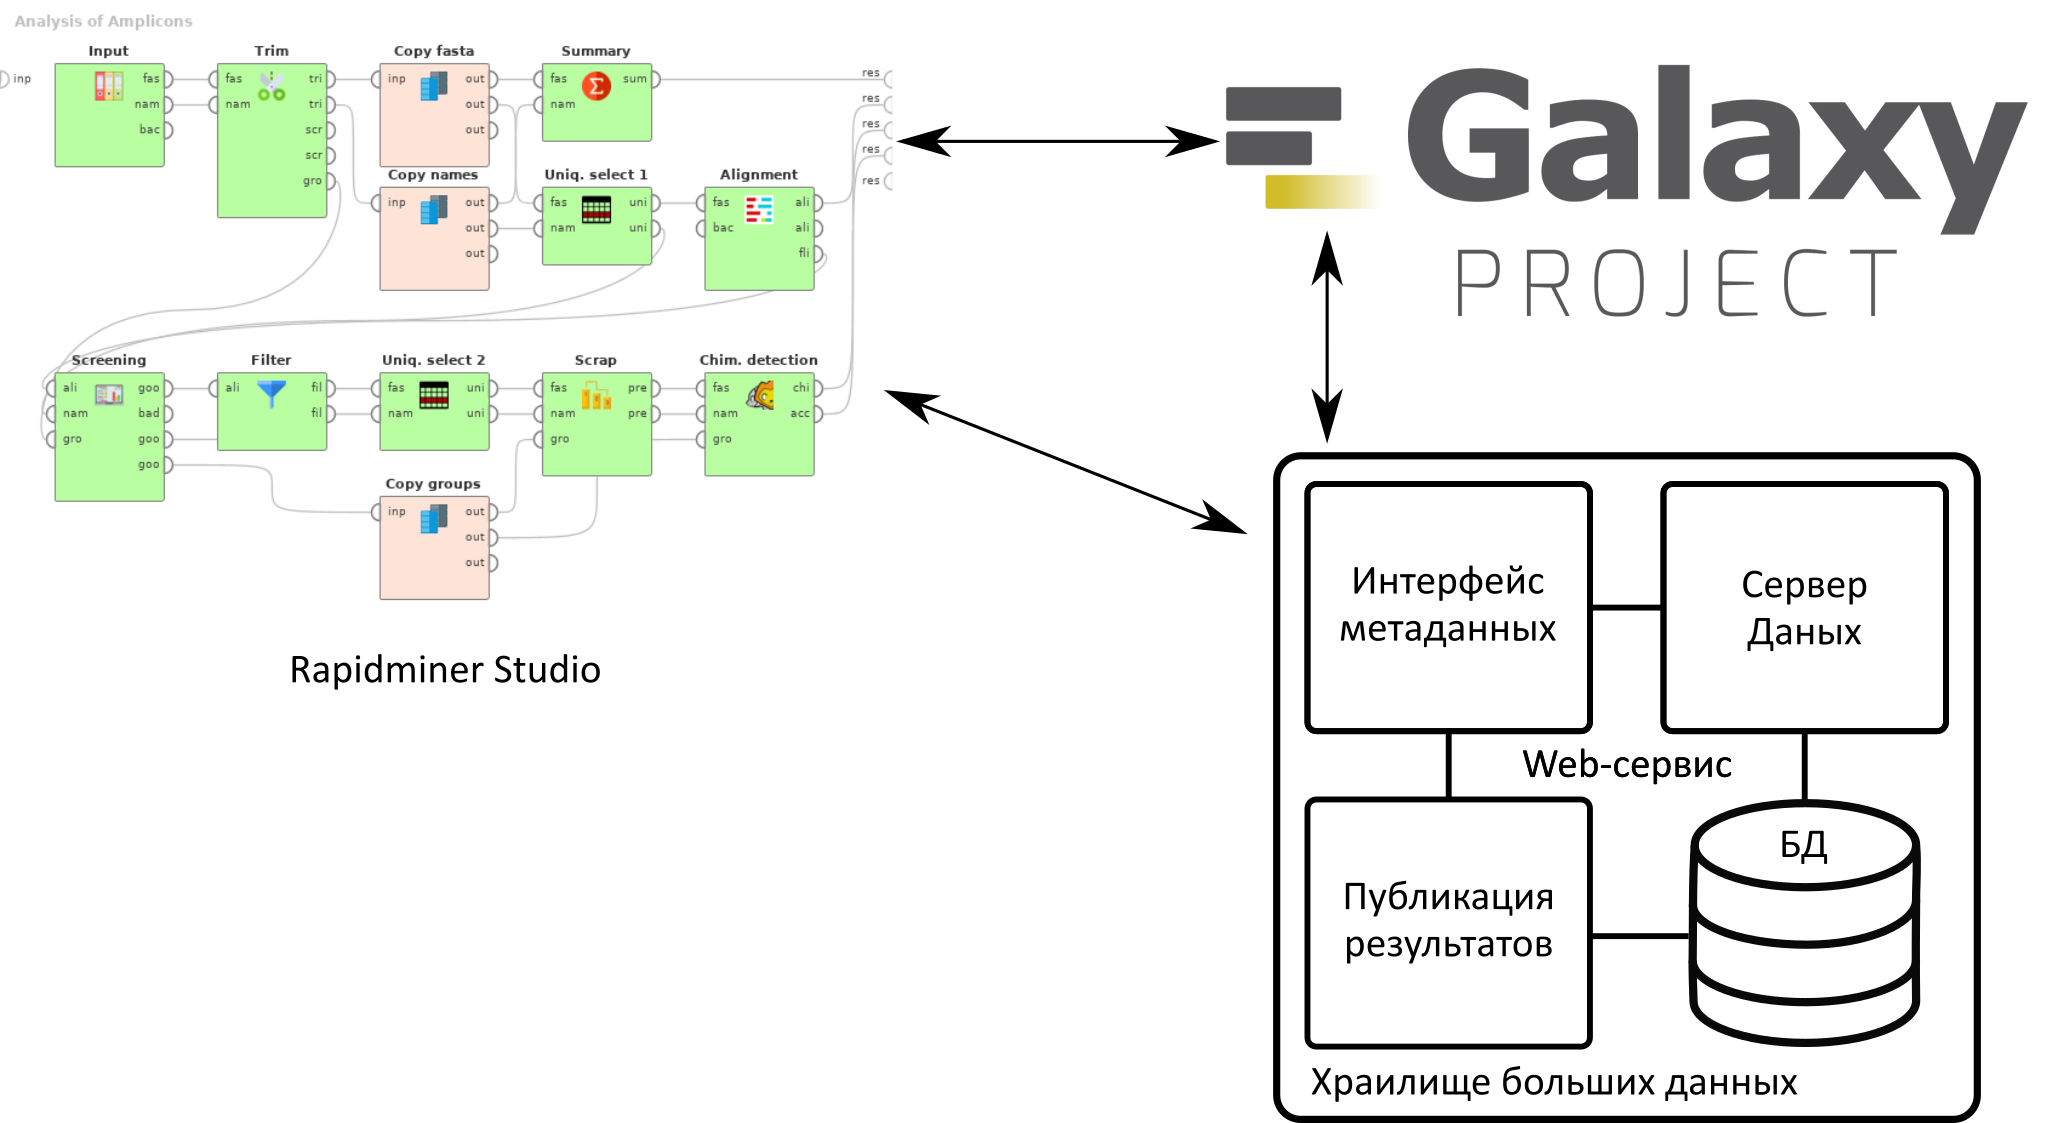 Analysis of Amplicons
Input
Trim
Copy fasta
Summary
inp
fas
nam
bac
fas
nam
tri
tri
scr
scr
gro
inp
out
out
out
fas
nam
sum
res
res
res
res
res
Copy names
Uniq. select 1
Alignment
inp
out
out
out
fas
nam
uni
uni
fas
bac
ali
ali
fli
Screening
Filter
Uniq. select 2
Scrap
Chim. detection
ali
nam
gro
goo
bad
goo
goo
ali
fil
fil
fas
nam
uni
uni
fas
nam
gro
pre
pre
fas
nam
gro
chi
acc
Copy groups
inp
out
out
out
Rapidminer Studio
Galaxy
PROJECT
Интерфейс
метаданных
Сервер
Даных
Web-сервис
Публикация
результатов
БД
Храилище больших данных